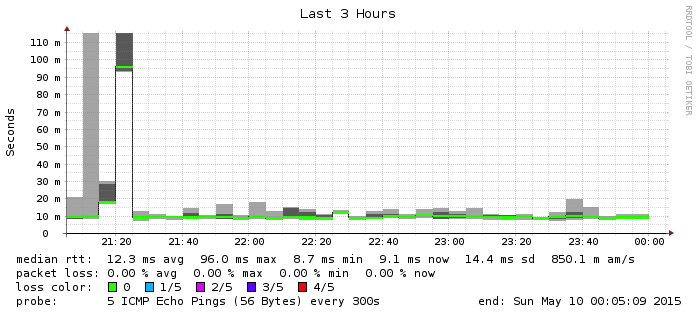 Last 3 Hours
RRDTOOL / TOBI OETIKER
Seconds
110 m
100 m
90 m
80 m
70 m
60 m
50 m
40 m
30 m
20 m
10 m
0
21:20 21:40 22:00 22:20 22:40 23:00 23:20 23:40 00:00
median rtt: 12.3 ms avg 96.0 ms max 8.7 ms min 9.1 ms now 14.4 ms sd 850.1 m am/s
packet loss: 0.00 % avg 0.00 % max 0.00 % min 0.00 % now
loss color: 0 1/5 2/5 3/5 4/5
probe: 5 ICMP Echo Pings (56 Bytes) every 300s end: Sun May 10 00:05:09 2015